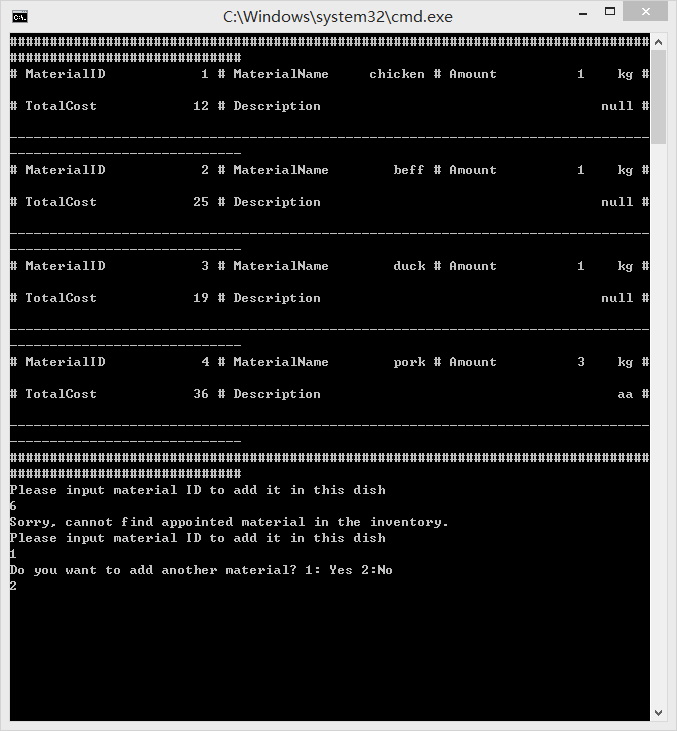 C:\Windows\system32\cmd.exe
################################################################################
#############################
# MaterialID            1 # MaterialName     chicken # Amount          1    kg #
# TotalCost            12 # Description                                   null #
--------------------------------------------------------------------------------
-----------------------------
# MaterialID            2 # MaterialName        beff # Amount          1    kg #
# TotalCost            25 # Description                                   null #
--------------------------------------------------------------------------------
-----------------------------
# MaterialID            3 # MaterialName        duck # Amount          1    kg #
# TotalCost            19 # Description                                   null #
--------------------------------------------------------------------------------
-----------------------------
# MaterialID            4 # MaterialName        pork # Amount          3    kg #
# TotalCost            36 # Description                                     aa #
--------------------------------------------------------------------------------
-----------------------------
################################################################################
#############################
Please input material ID to add it in this dish
6
Sorry, cannot find appointed material in the inventory.
Please input material ID to add it in this dish
1
Do you want to add another material? 1: Yes 2:No
2